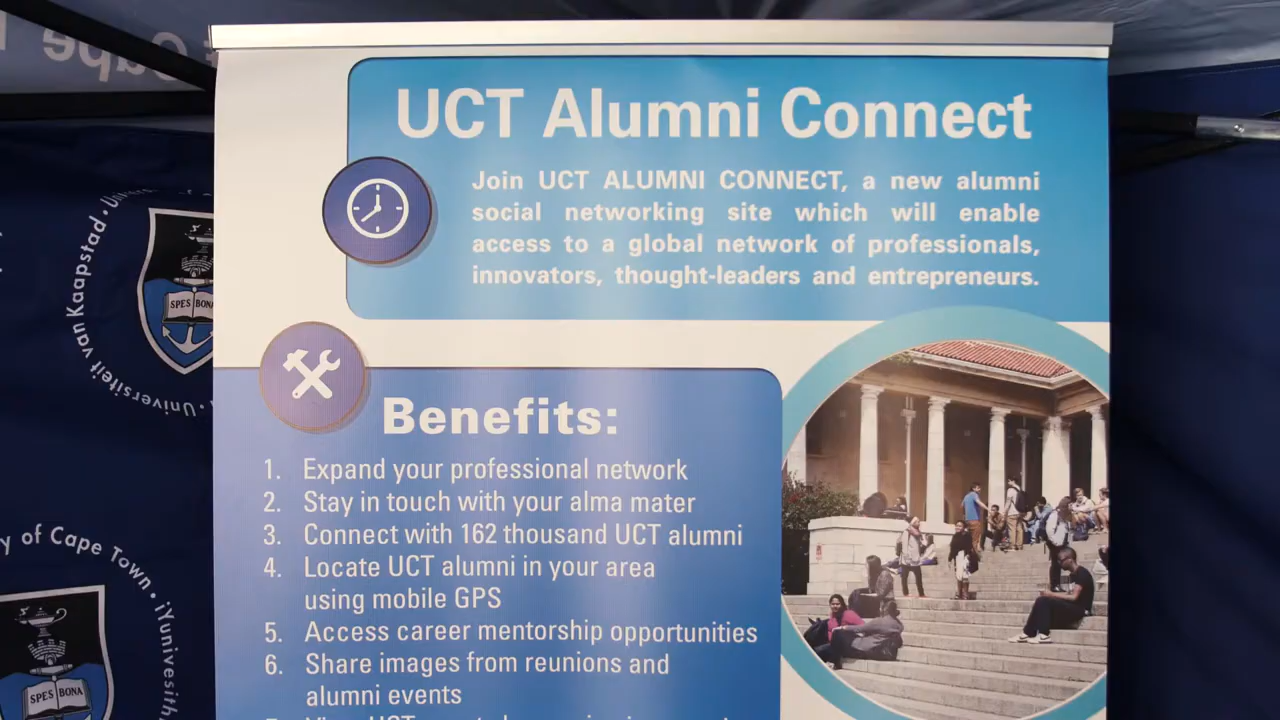 UCT Alumni Connect
Join UCT ALUMNI CONNECT, a new alumni
social networking site which will enable
access to a global network of professionals,
innovators, thought-leaders and entrepreneurs.
Benefits:
1. Expand your professional network
2. Stay in touch with your alma mater
3. Connect with 162 thousand UCT alumni
4. Locate UCT alumni in your area
using mobile GPS
5. Access career mentorship opportunities
6. Share images from reunions and
alumni events
Universiteit van Kaapstad
SPES BONA
of Cape Town
SPES BONA